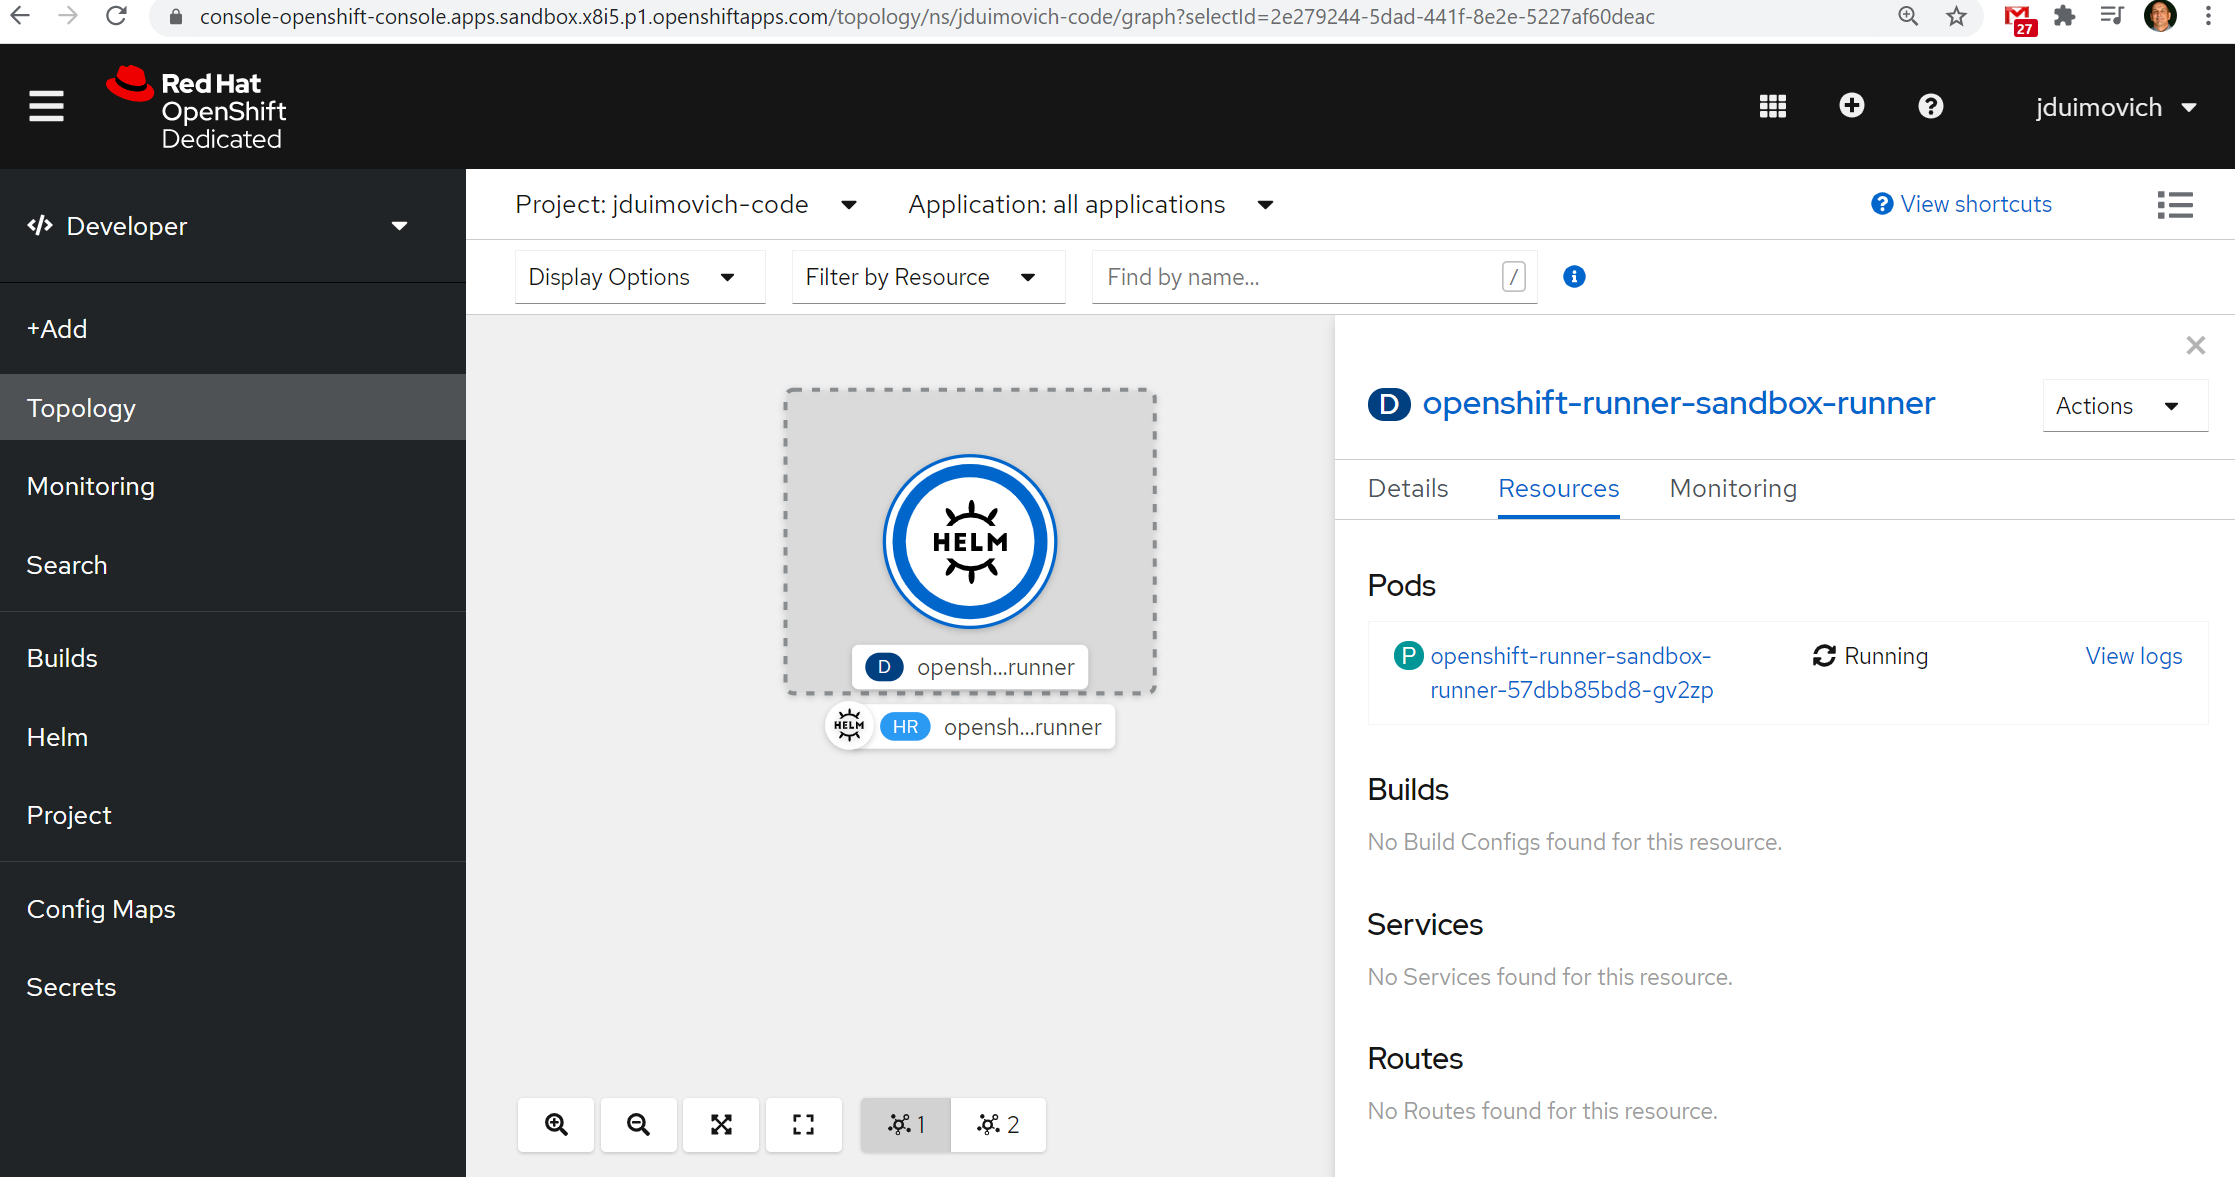 console-openshift-console.apps.sandbox.x8i5.p1.openshiftapps.com/topology/ns/jduimovich-code/graph?selectId=2e279244-5dad-441f-8e2e-5227af60deac
27
Red Hat
OpenShift
Dedicated
jduimovich
Developer
+Add
Topology
Monitoring
Search
Builds
Helm
Project
Config Maps
Secrets
Project: jduimovich-code
Application: all applications
View shortcuts
Display Options
Filter by Resource
Find by name...
/
HELM
D opensh...runner
HELM HR opensh...runner
1
2
D openshift-runner-sandbox-runner
Actions
Details Resources Monitoring
Pods
P openshift-runner-sandbox-
runner-57dbb85bd8-gv2zp
Running
View logs
Builds
No Build Configs found for this resource.
Services
No Services found for this resource.
Routes
No Routes found for this resource.